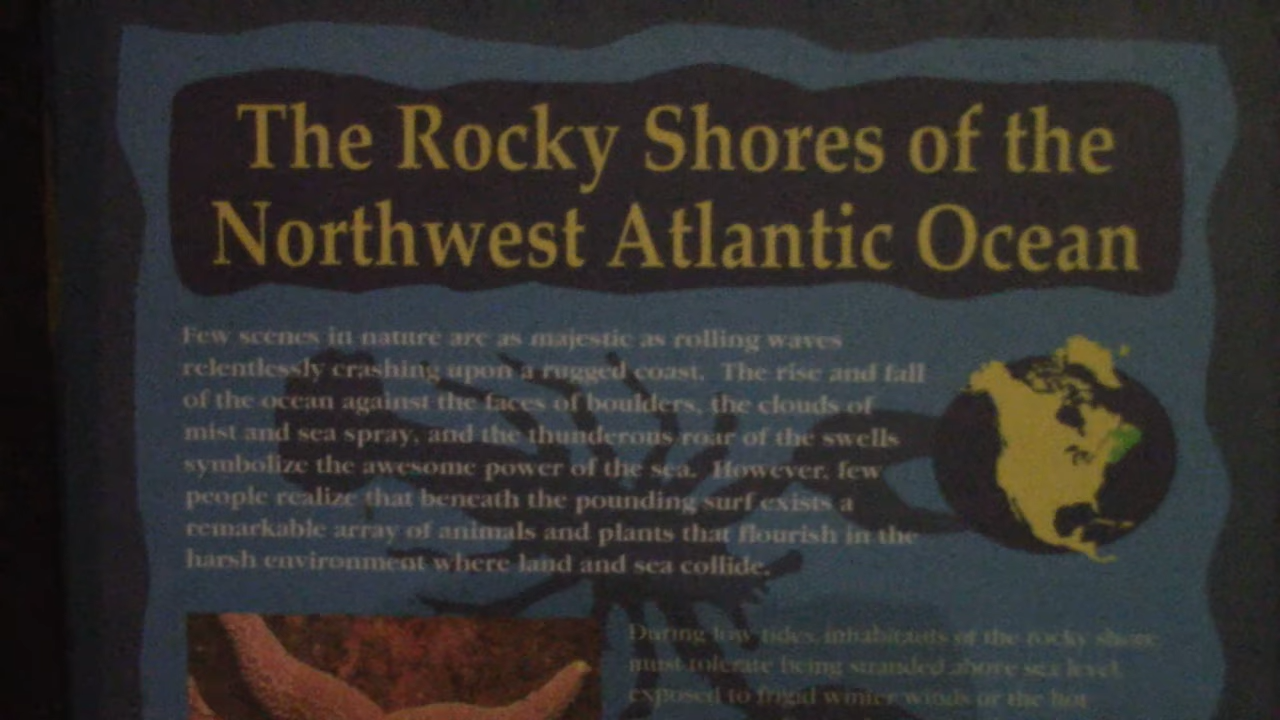 The Rocky Shores of the
Northwest Atlantic Ocean
Few scenes in nature are as majestic as rolling waves
relentlessly crashing upon a rugged coast. The rise and fall
of the ocean against the faces of boulders, the clouds of
mist and sea spray, and the thunderous roar of the swells
symbolize the awesome power of the sea. However, few
people realize that beneath the pounding surf exists a
remarkable array of animals and plants that flourish in the
harsh environment where land and sea collide.
During low tides, inhabitants of the rocky shore
must tolerate being stranded above sea level,
exposed to frigid winter winds or the hot